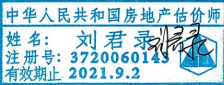 中华人民共和国房地产估价师
姓名: 刘君录
注册号: 3720060143
有效期止 2021.9.2